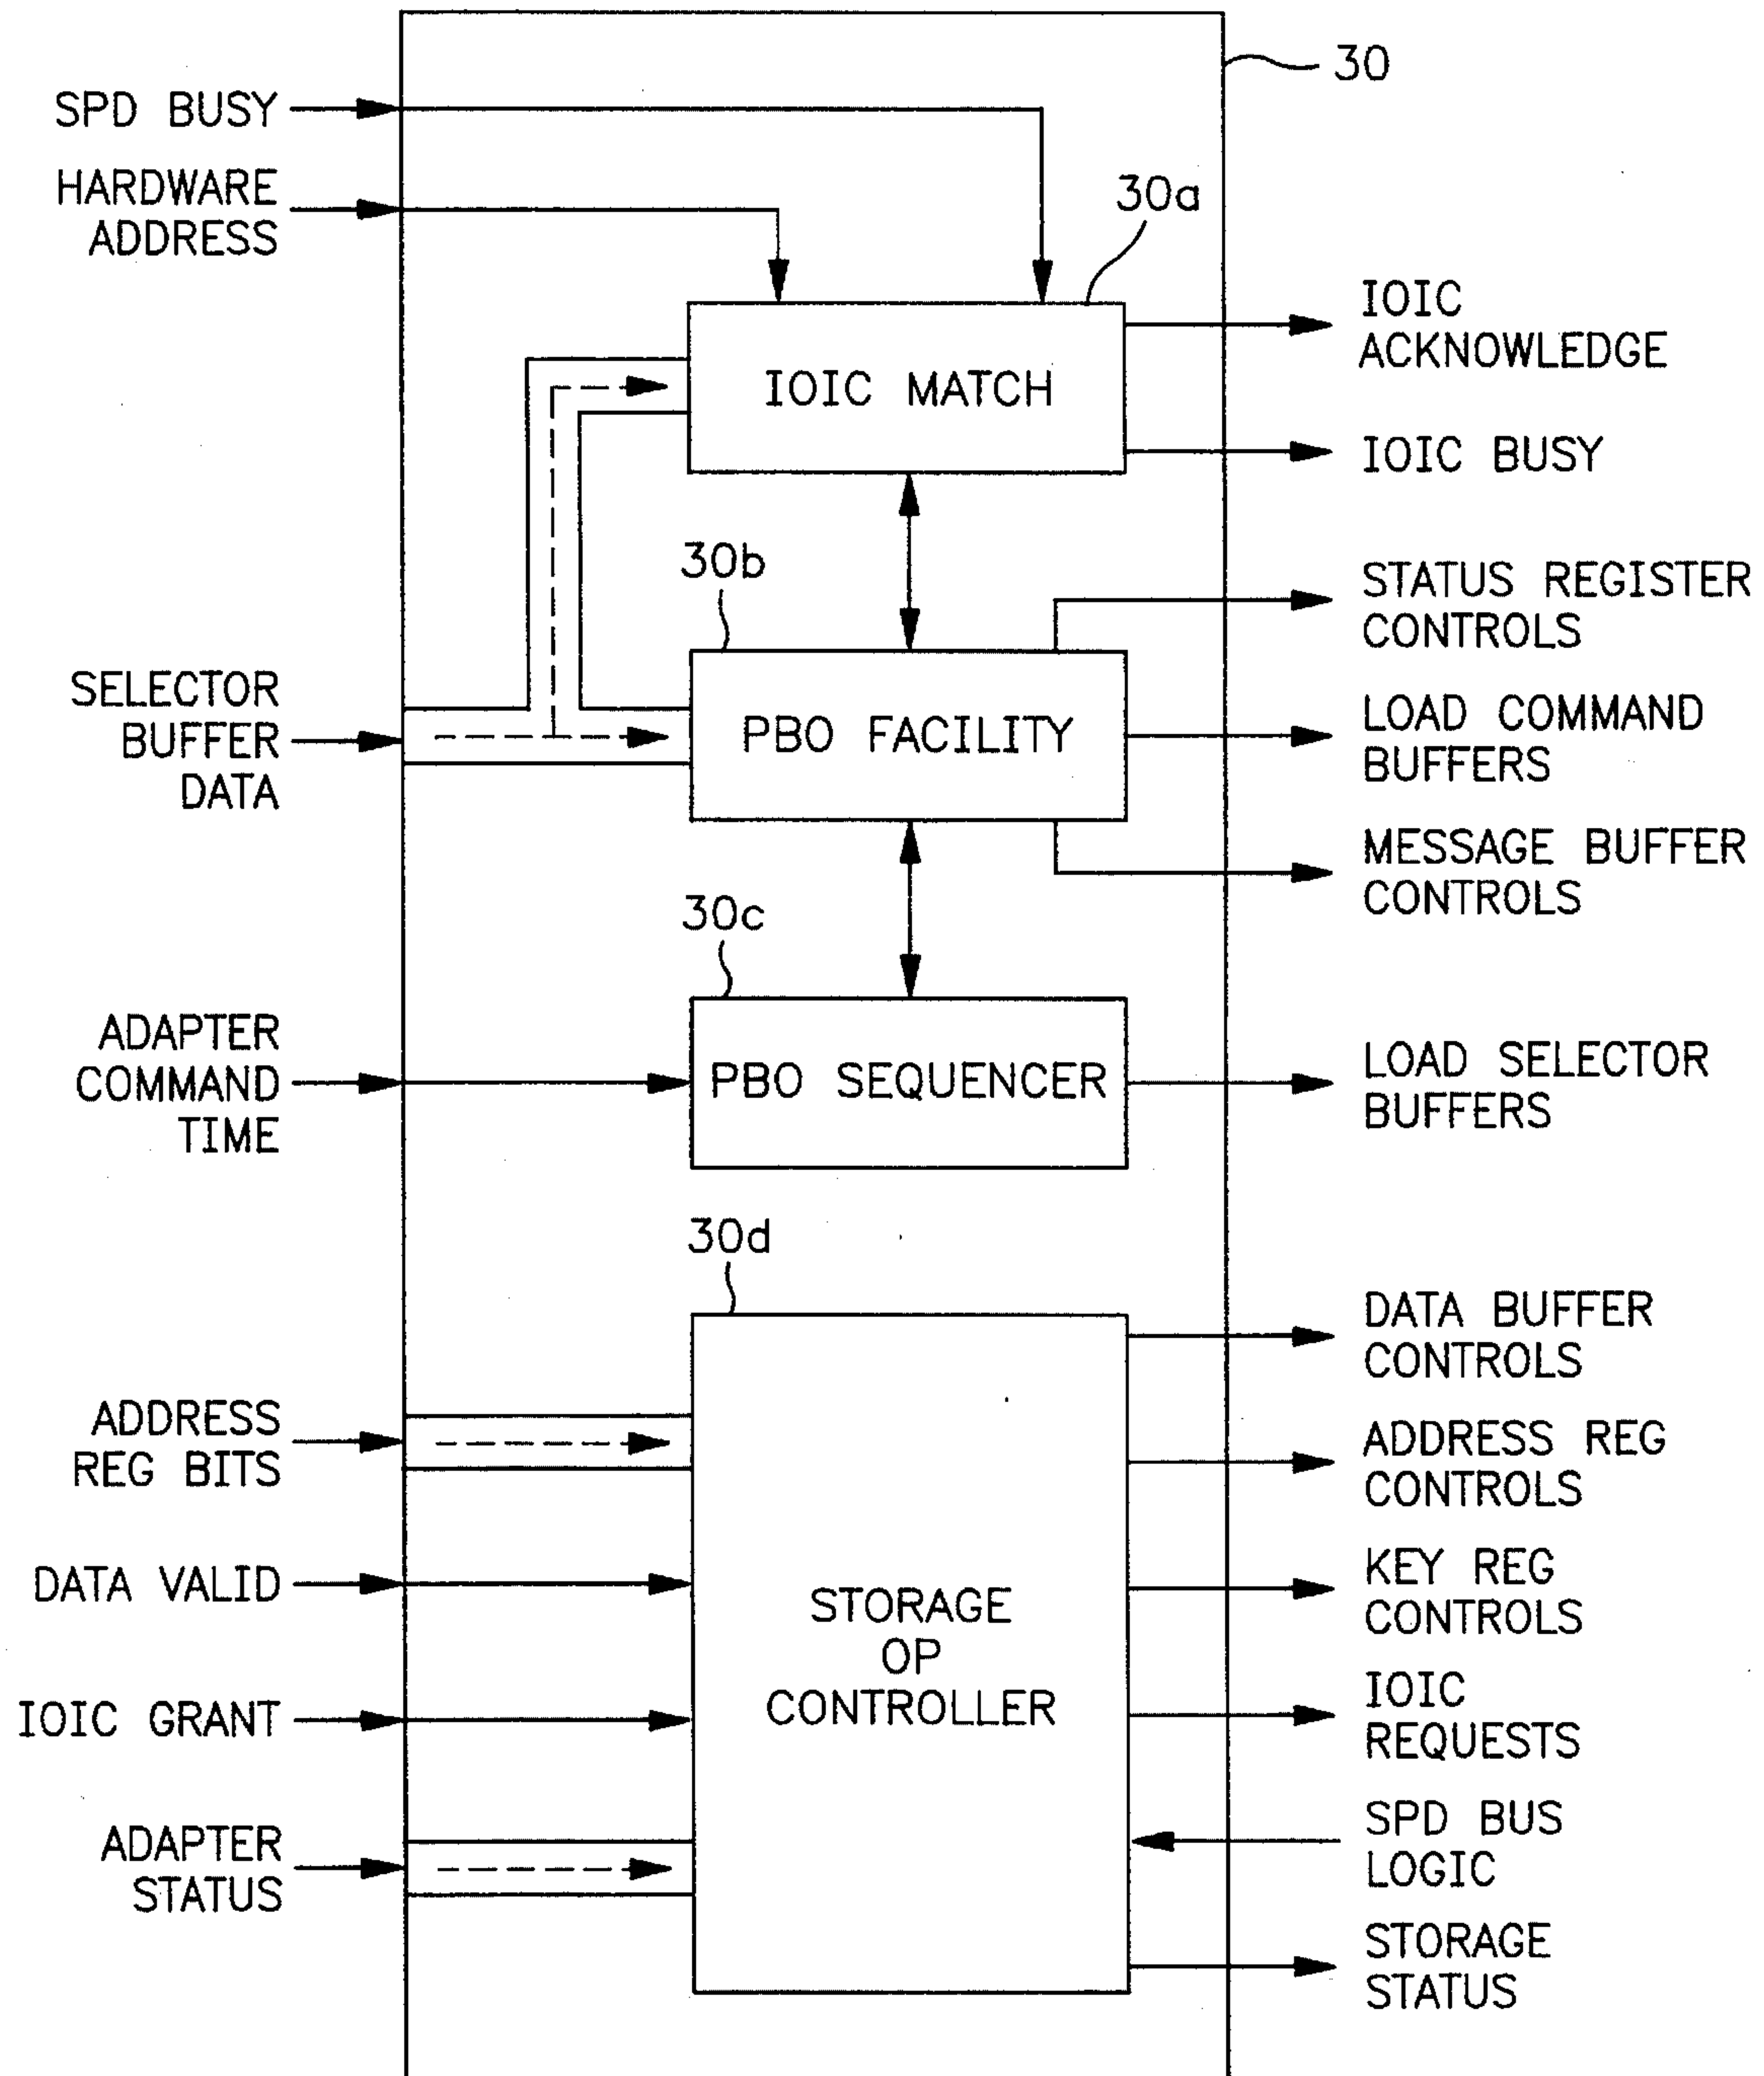 30
SPD BUSY
HARDWARE
ADDRESS
30a
IOIC
ACKNOWLEDGE
IOIC MATCH
IOIC BUSY
30b
STATUS REGISTER
CONTROLS
SELECTOR
BUFFER
DATA
PBO FACILITY
LOAD COMMAND
BUFFERS
MESSAGE BUFFER
CONTROLS
30c
ADAPTER
COMMAND
TIME
PBO SEQUENCER
LOAD SELECTOR
BUFFERS
30d
DATA BUFFER
CONTROLS
ADDRESS
REG BITS
ADDRESS REG
CONTROLS
DATA VALID
KEY REG
CONTROLS
STORAGE
OP
CONTROLLER
IOIC GRANT
IOIC
REQUESTS
ADAPTER
STATUS
SPD BUS
LOGIC
STORAGE
STATUS